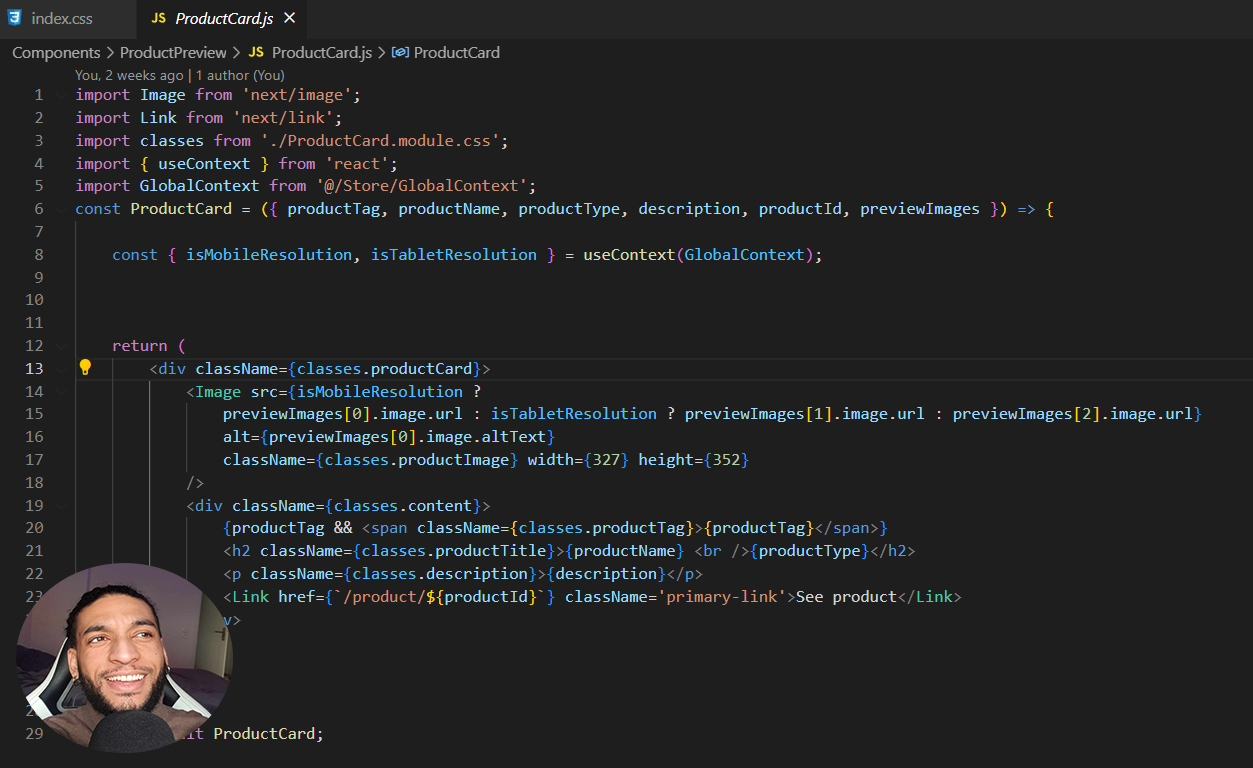 index.css
JS ProductCard.js
Components > ProductPreview > JS ProductCard.js > ProductCard
You, 2 weeks ago | 1 author (You)
1 import Image from 'next/image';
2 import Link from 'next/link';
3 import classes from './ProductCard.module.css';
4 import { useContext } from 'react';
5 import GlobalContext from '@/Store/GlobalContext';
6 const ProductCard = ({ productTag, productName, productType, description, productId, previewImages }) => {
7
8 const { isMobileResolution, isTabletResolution } = useContext(GlobalContext);
9
10
11
12 return (
13 <div className={classes.productCard}>
14 <Image src={isMobileResolution ?
15 previewImages[0].image.url : isTabletResolution ? previewImages[1].image.url : previewImages[2].image.url}
16 alt={previewImages[0].image.altText}
17 className={classes.productImage} width={327} height={352}
18 />
19 <div className={classes.content}>
20 {productTag && <span className={classes.productTag}>{productTag}</span>}
21 <h2 className={classes.productTitle}>{productName} <br />{productType}</h2>
22 <p className={classes.description}>{description}</p>
23 <Link href={`/product/${productId}`} className='primary-link'>See product</Link>
v>
29 ProductCard;